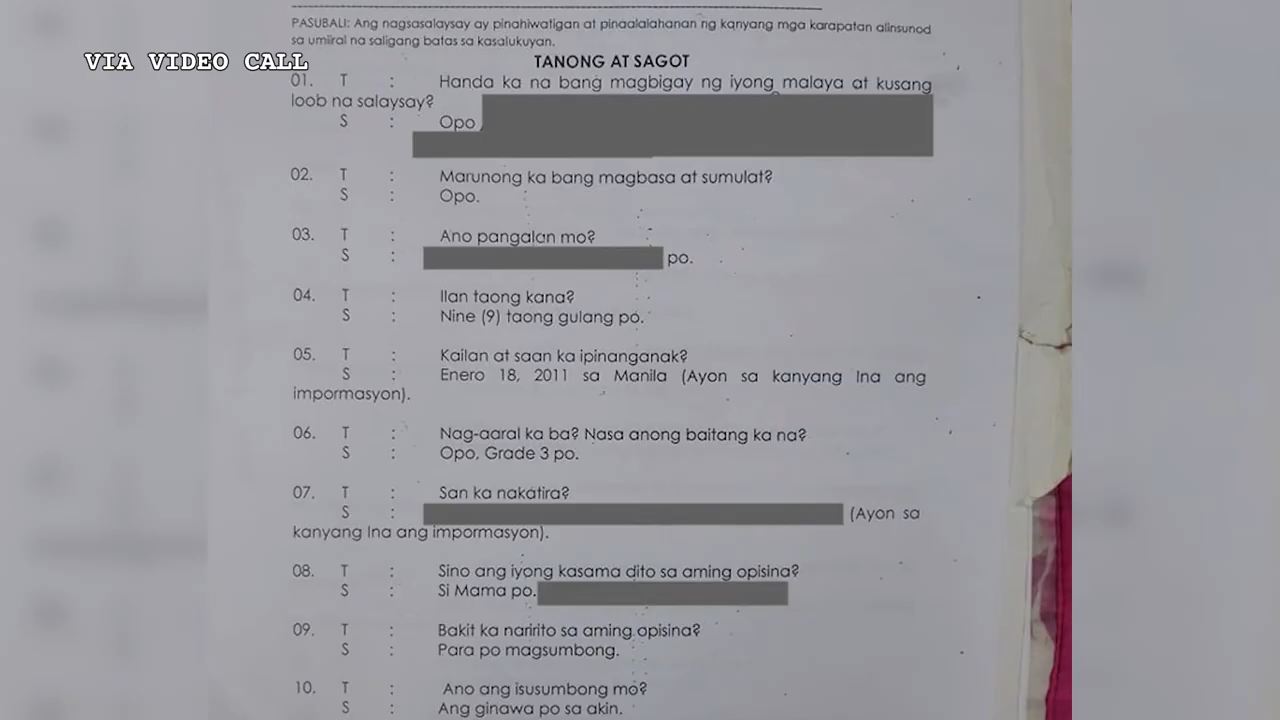 PASUBALI: Ang nagsasalaysay ay pinahiwatigan at pinaalalahanan ng kanyang mga karapatan alinsunod
sa umiiral na saligang batas sa kasalukuyan.
VIA VIDEO CALL
TANONG AT SAGOT
01. T : Handa ka na bang magbigay ng iyong malaya at kusang
loob na salaysay?
S : Opo
02. T : Marunong ka bang magbasa at sumulat?
S : Opo.
03. T : Ano pangalan mo?
S : po.
04. T : Ilan taong kana?
S : Nine (9) taong gulang po.
05. T : Kailan at saan ka ipinanganak?
S : Enero 18, 2011 sa Manila (Ayon sa kanyang Ina ang
impormasyon).
06. T : Nag-aaral ka ba? Nasa anong baitang ka na?
S : Opo, Grade 3 po.
07. T : San ka nakatira?
S : (Ayon sa
kanyang Ina ang impormasyon).
08. T : Sino ang iyong kasama dito sa aming opisina?
S : Si Mama po.
09. T : Bakit ka naririto sa aming opisina?
S : Para po magsumbong.
10. T : Ano ang isusumbong mo?
S : Ang ginawa po sa akin.